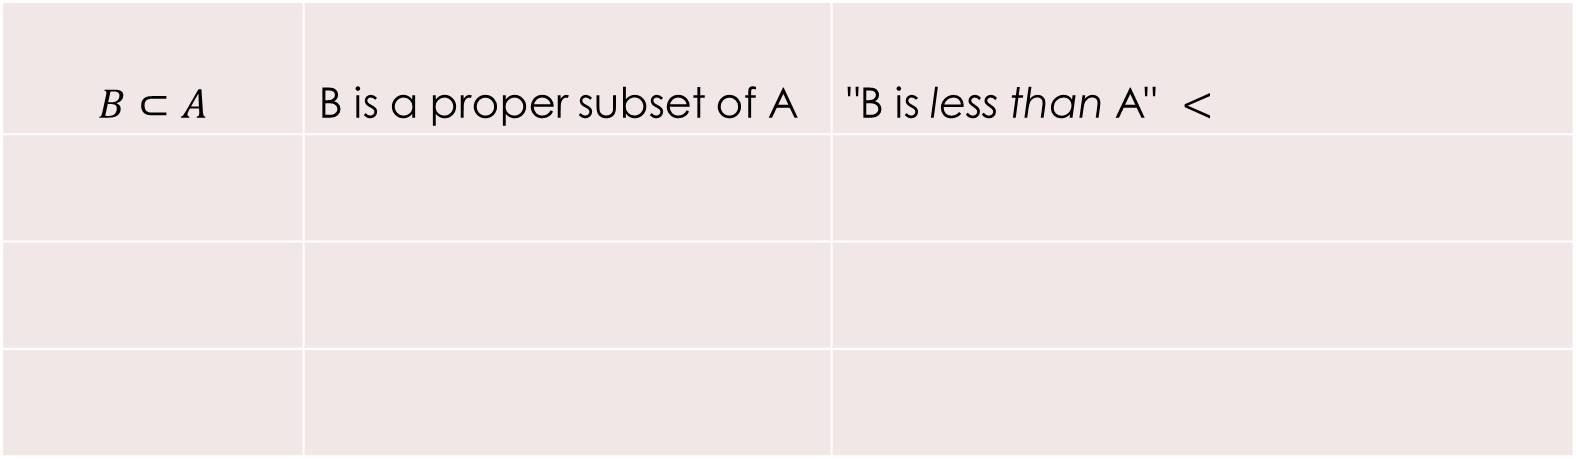 B ⊂ A B is a proper subset of A "B is less than A" <